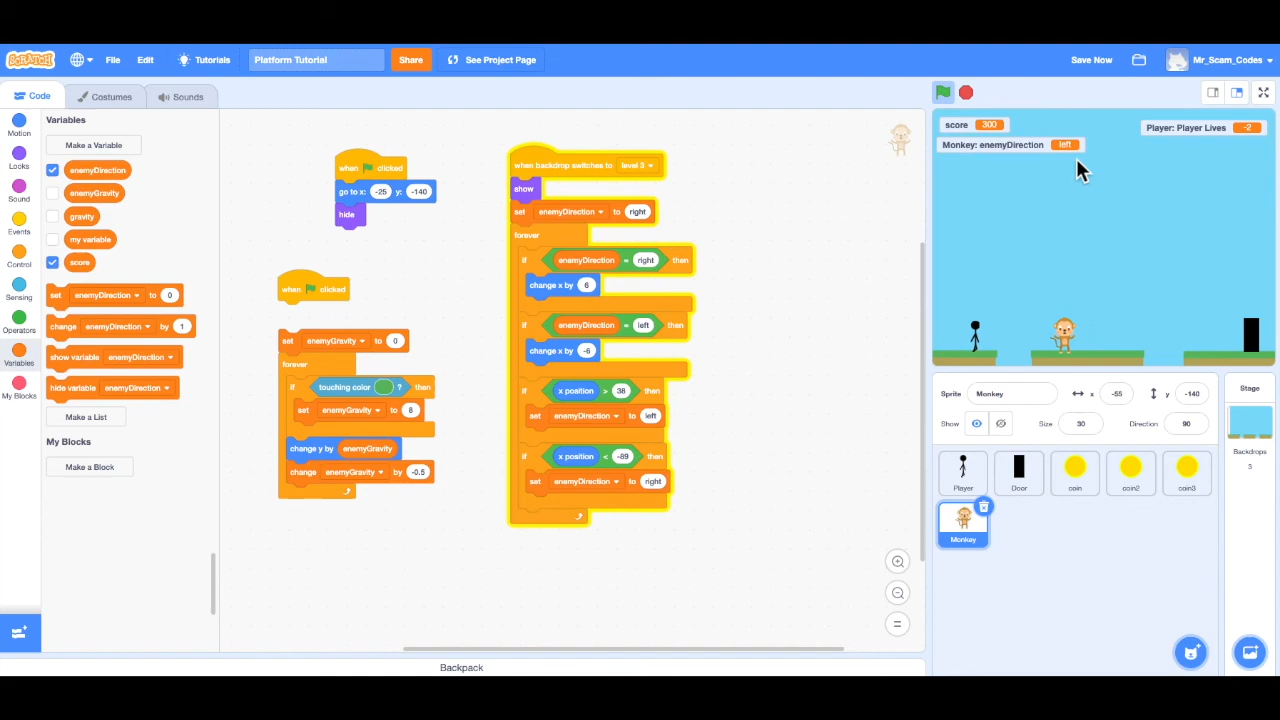 SCRATCH File Edit Tutorials Platform Tutorial Share See Project Page Save Now Mr_Scam_Codes
Code Costumes Sounds
Motion
Looks
Sound
Events
Control
Sensing
Operators
Variables
My Blocks
Variables
Make a Variable
enemyDirection
enemyGravity
gravity
my variable
score
set enemyDirection to 0
change enemyDirection by 1
show variable enemyDirection
hide variable enemyDirection
Make a List
My Blocks
Make a Block
when clicked
go to x: -25 y: -140
hide
when clicked
set enemyGravity to 0
forever
if touching color ? then
set enemyGravity to 8
change y by enemyGravity
change enemyGravity by -0.5
when backdrop switches to level 3
show
set enemyDirection to right
forever
if enemyDirection = right then
change x by 6
if enemyDirection = left then
change x by -6
if x position > 38 then
set enemyDirection to left
if x position < -89 then
set enemyDirection to right
Backpack
score 300
Player: Player Lives -2
Monkey: enemyDirection left
Sprite Monkey x -55 y -140
Show Size 30 Direction 90
Player Door coin coin2 coin3
Monkey
Stage
Backdrops
3